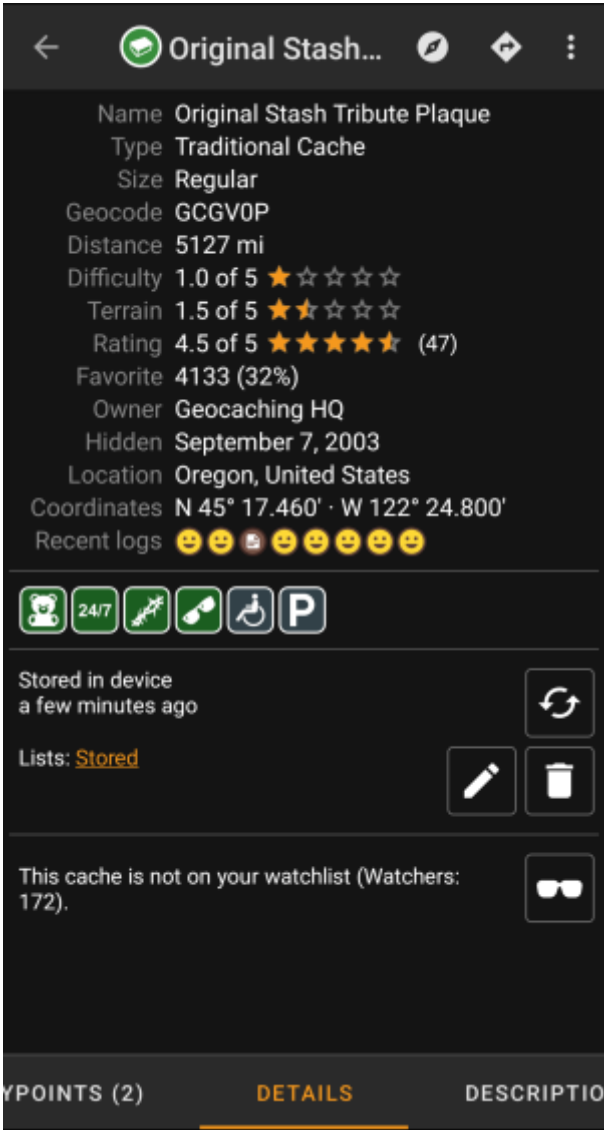 Original Stash...
Name Original Stash Tribute Plaque
Type Traditional Cache
Size Regular
Geocode GCGV0P
Distance 5127 mi
Difficulty 1.0 of 5
Terrain 1.5 of 5
Rating 4.5 of 5 (47)
Favorite 4133 (32%)
Owner Geocaching HQ
Hidden September 7, 2003
Location Oregon, United States
Coordinates N 45° 17.460' · W 122° 24.800'
Recent logs
24/7 P
Stored in device
a few minutes ago
Lists: Stored
This cache is not on your watchlist (Watchers:
172).
YPOINTS (2) DETAILS DESCRIPTIO